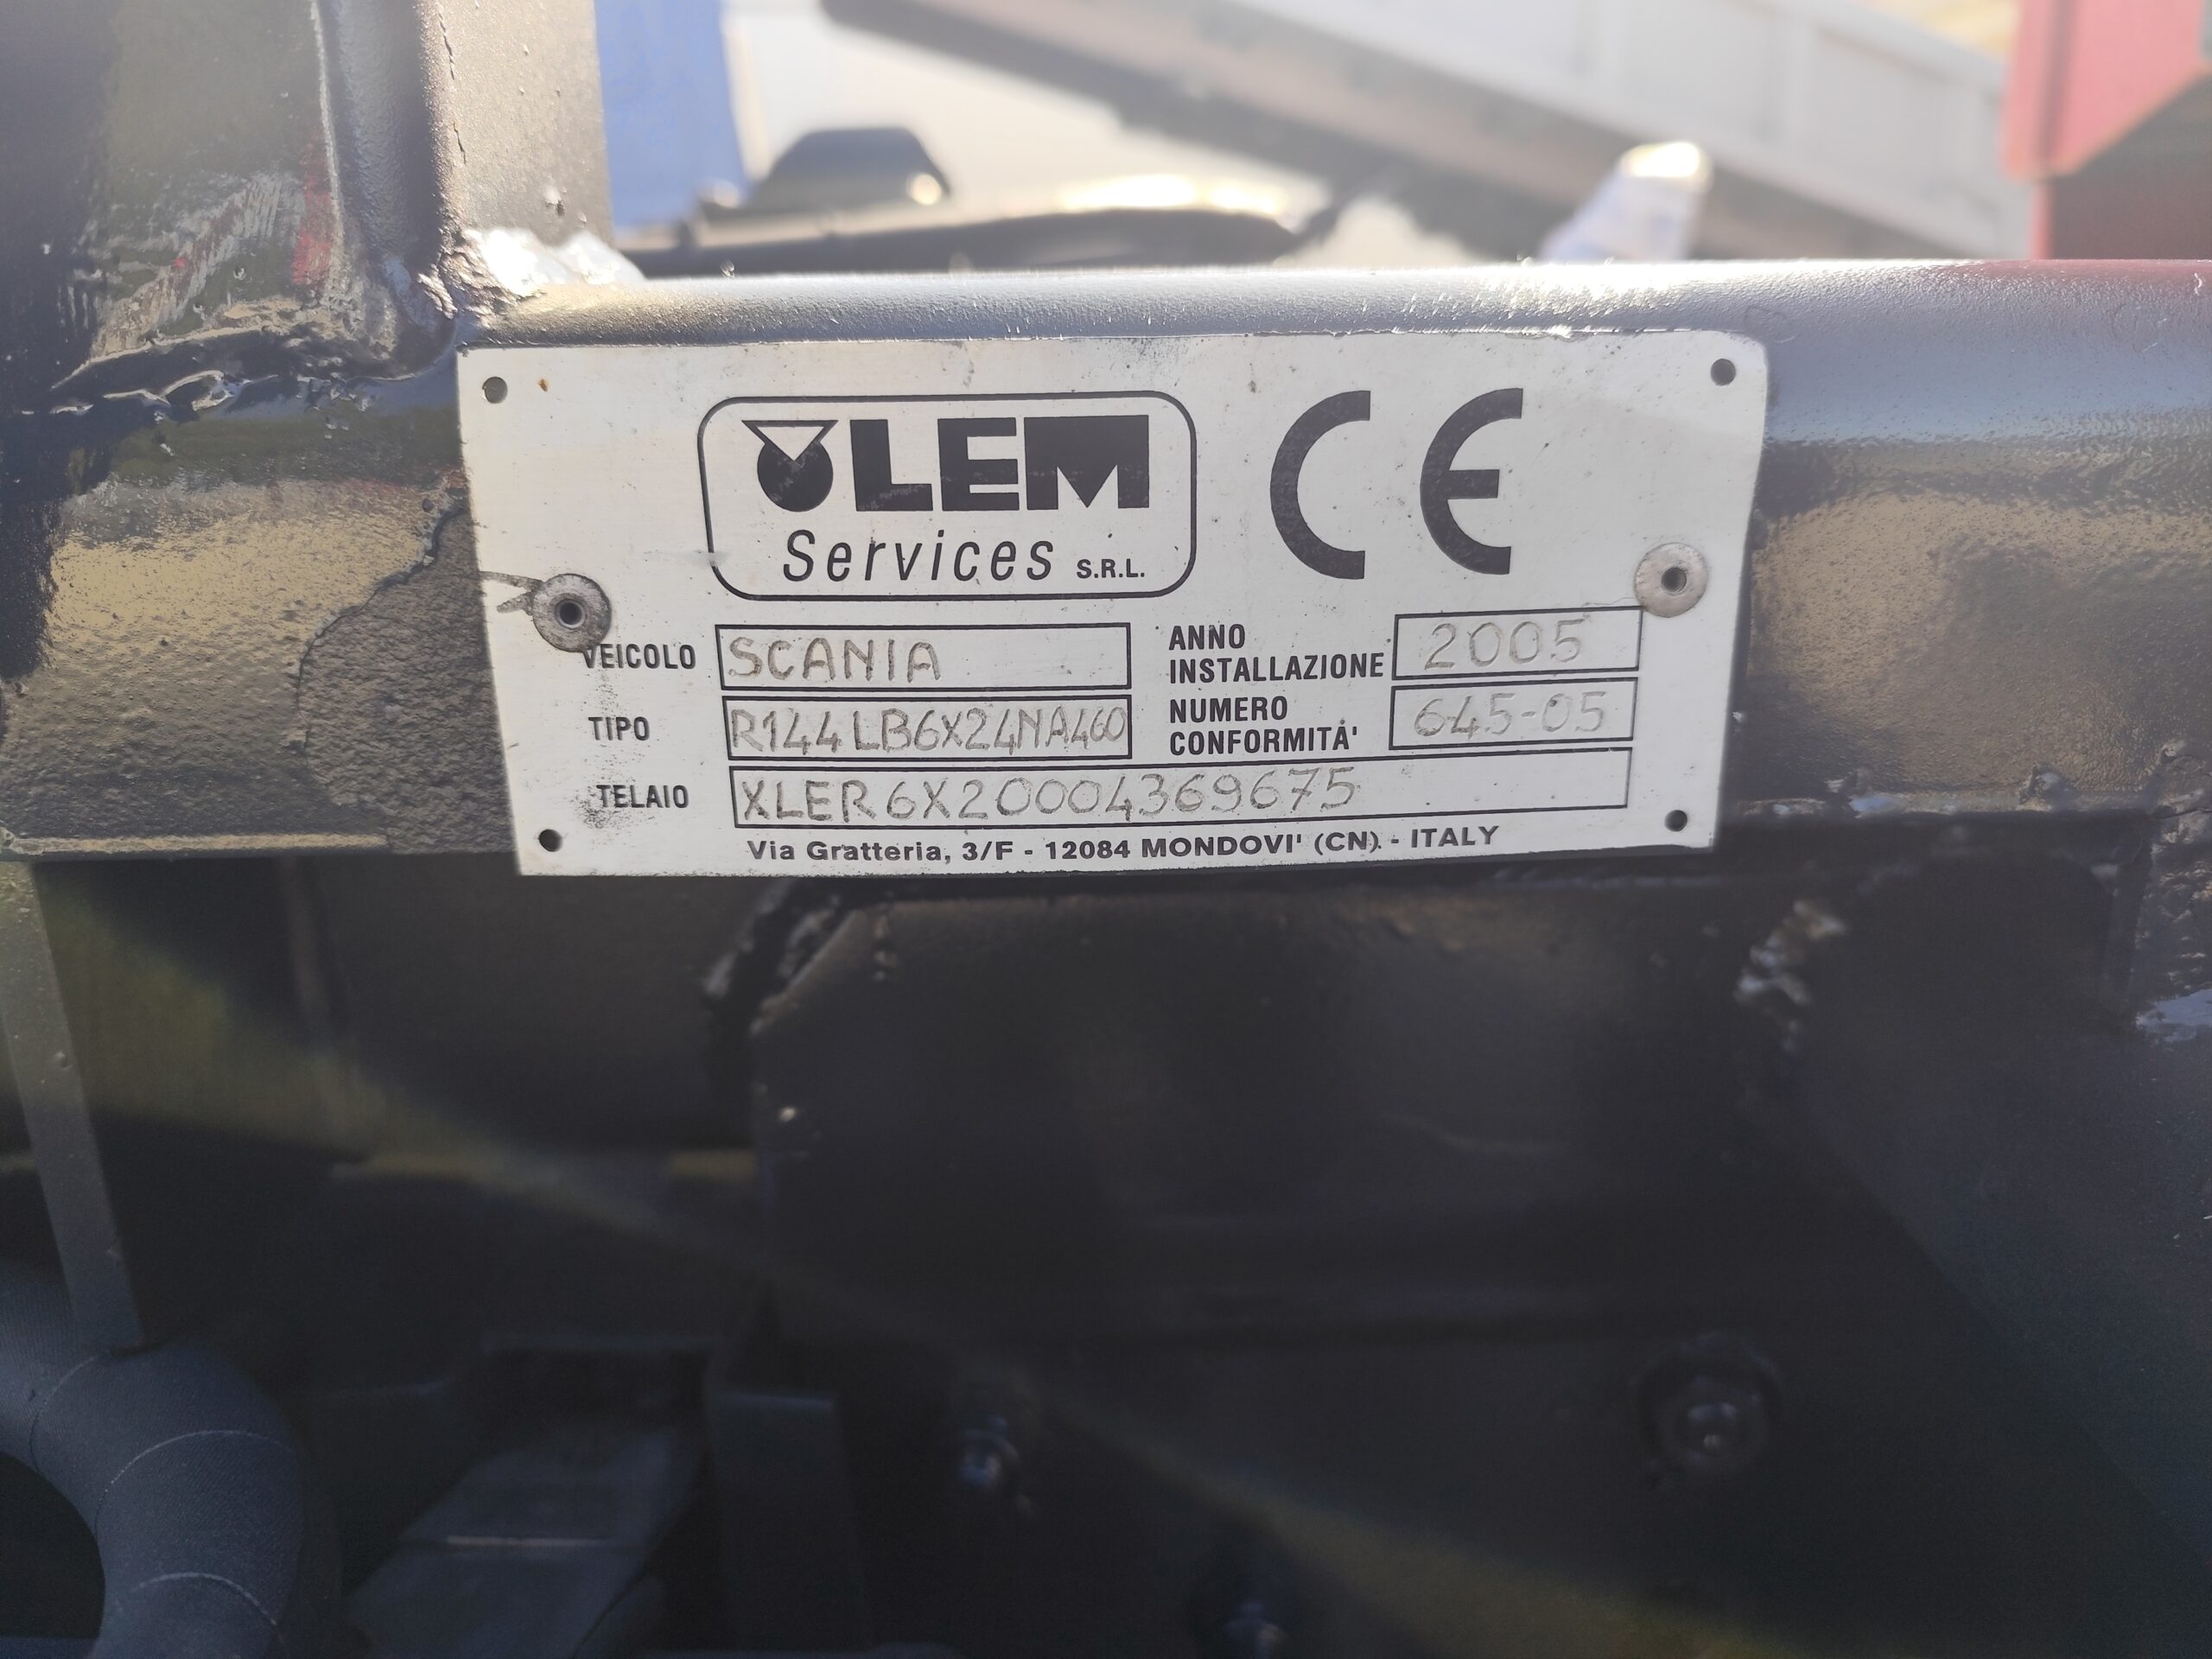 LEM
Services S.R.L.
CE
VEICOLO SCANIA
ANNO INSTALLAZIONE 2005
TIPO R144LB6X24NA460
NUMERO CONFORMITÁ' 645-05
TELAIO XLER6X20004369675
Via Gratteria, 3/F - 12084 MONDOVI' (CN). - ITALY